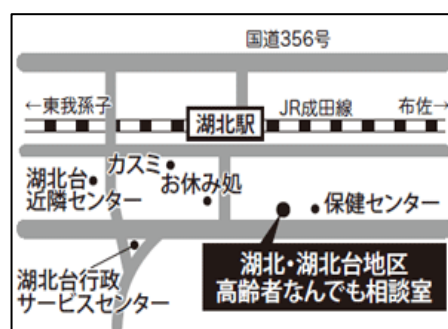 国道356号
←東我孫子
湖北駅
JR成田線
布佐→
カスミ
お休み処
湖北台
近隣センター
保健センター
湖北・湖北台地区
高齢者なんでも相談室
湖北台行政
サービスセンター